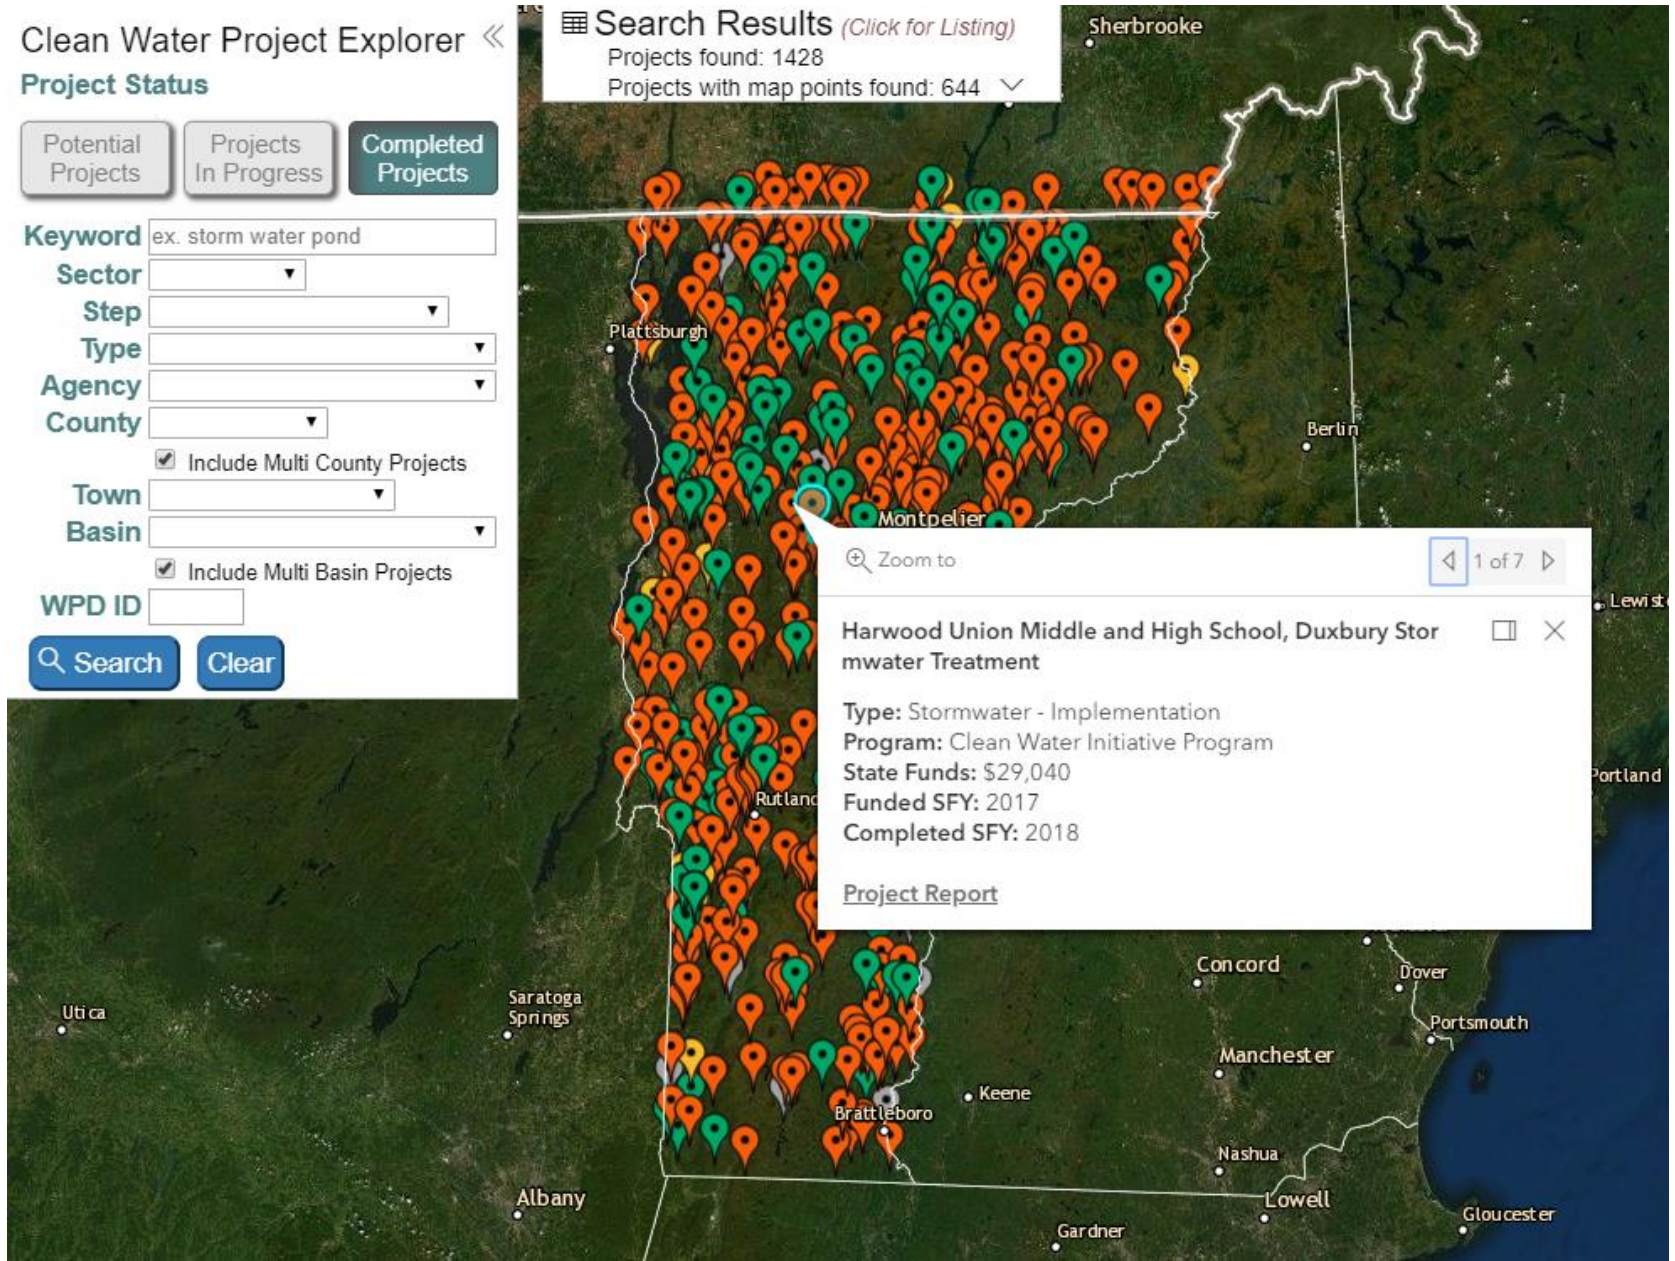 Clean Water Project Explorer
Project Status
Potential
Projects
Projects
In Progress
Completed
Projects
Keyword ex. storm water pond
Sector
Step
Type
Agency
County
Include Multi County Projects
Town
Basin
Include Multi Basin Projects
WPD ID
Search Clear
Search Results (Click for Listing)
Projects found: 1428
Projects with map points found: 644
Sherbrooke
Plattsburgh
Berlin
Montpelier
Zoom to
1 of 7
Harwood Union Middle and High School, Duxbury Stor
mwater Treatment
Type: Stormwater - Implementation
Program: Clean Water Initiative Program
State Funds: $29,040
Funded SFY: 2017
Completed SFY: 2018
Project Report
Lewist
Portland
Rutland
Concord
Dover
Utica
Saratoga
Springs
Portsmouth
Manchester
Keene
Brattleboro
Nashua
Albany
Lowell
Gloucester
Gardner